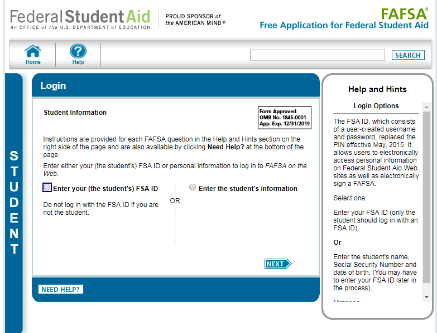 Federal Student Aid
An OFFICE of the U.S. DEPARTMENT of EDUCATION
PROUD SPONSOR of
the AMERICAN MIND®
FAFSA®
Free Application for Federal Student Aid
Home
Help
SEARCH
STUDENT
Login
Student Information
Form Approved
OMB No. 1845-0001
App. Exp. 12/31/2019
Instructions are provided for each FAFSA question in the Help and Hints section on the
right side of the page and are also available by clicking Need Help? at the bottom of the
page.
Enter either your (the student's) FSA ID or personal information to log in to FAFSA on the
Web.
Enter your (the student's) FSA ID
Do not log in with the FSA ID if you are
not the student.
OR
Enter the student's information
NEXT
NEED HELP?
Help and Hints
Login Options
The FSA ID, which consists
of a user-created username
and password, replaced the
PIN effective May, 2015. It
allows users to electronically
access personal information
on Federal Student Aid Web
sites as well as electronically
sign a FAFSA.
Select one:
Enter your FSA ID (only the
student should log in with an
FSA ID),
Or
Enter the student's name,
Social Security Number and
date of birth. (You may have
to enter your FSA ID later in
the process)